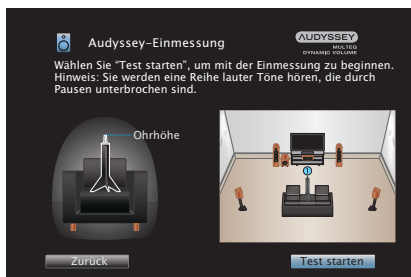 Audyssey-Einmessung
AUDYSSEY
MULTEQ
DYNAMIC VOLUME
Wählen Sie “Test starten”, um mit der Einmessung zu beginnen.
Hinweis: Sie werden eine Reihe lauter Töne hören, die durch
Pausen unterbrochen sind.
Ohrhöhe
Zurück
Test starten